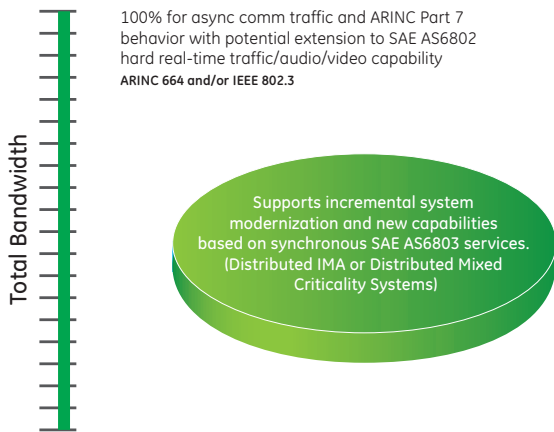 100% for async comm traffic and ARINC Part 7
behavior with potential extension to SAE AS6802
hard real-time traffic/audio/video capability
ARINC 664 and/or IEEE 802.3
Total Bandwidth
Supports incremental system
modernization and new capabilities
based on synchronous SAE AS6803 services.
(Distributed IMA or Distributed Mixed
Criticality Systems)